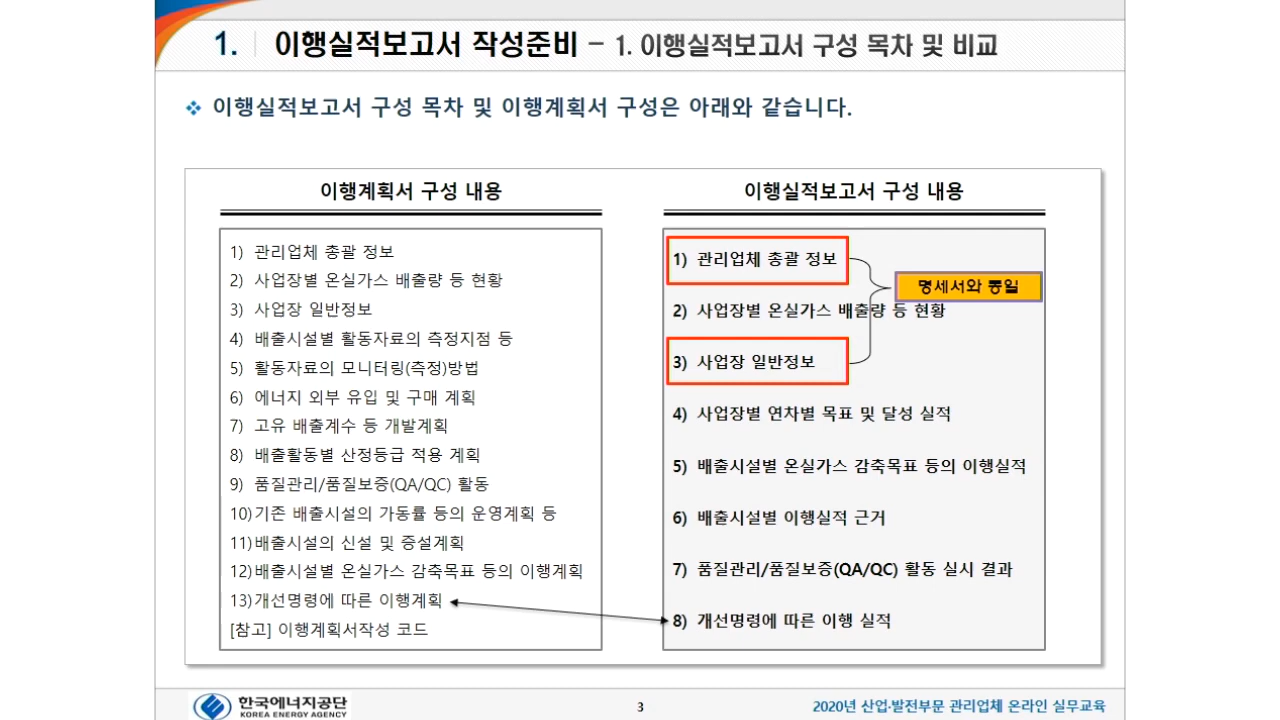 1. 이행실적보고서 작성준비 – 1. 이행실적보고서 구성 목차 및 비교
❖ 이행실적보고서 구성 목차 및 이행계획서 구성은 아래와 같습니다.
이행계획서 구성 내용
1) 관리업체 총괄 정보
2) 사업장별 온실가스 배출량 등 현황
3) 사업장 일반정보
4) 배출시설별 활동자료의 측정지점 등
5) 활동자료의 모니터링(측정)방법
6) 에너지 외부 유입 및 구매 계획
7) 고유 배출계수 등 개발계획
8) 배출활동별 산정등급 적용 계획
9) 품질관리/품질보증(QA/QC) 활동
10)기존 배출시설의 가동률 등의 운영계획 등
11)배출시설의 신설 및 증설계획
12)배출시설별 온실가스 감축목표 등의 이행계획
13)개선명령에 따른 이행계획
[참고] 이행계획서작성 코드
이행실적보고서 구성 내용
1) 관리업체 총괄 정보
명세서와 동일
2) 사업장별 온실가스 배출량 등 현황
3) 사업장 일반정보
4) 사업장별 연차별 목표 및 달성 실적
5) 배출시설별 온실가스 감축목표 등의 이행실적
6) 배출시설별 이행실적 근거
7) 품질관리/품질보증(QA/QC) 활동 실시 결과
8) 개선명령에 따른 이행 실적
한국에너지공단
KOREA ENERGY AGENCY
3
2020년 산업·발전부문 관리업체 온라인 실무교육